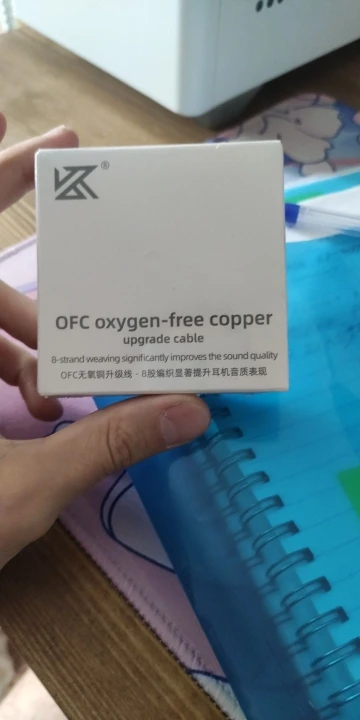 KZ®
OFC oxygen-free copper
upgrade cable
8-strand weaving significantly improves the sound quality
OFC无氧铜升级线 · 8股编织显著提升耳机音质表现